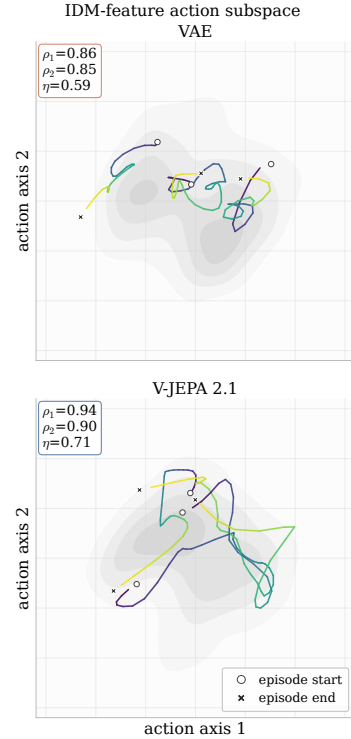 IDM-feature action subspace
VAE
ρ₁=0.86
ρ₂=0.85
η=0.59
action axis 2
V-JEPA 2.1
ρ₁=0.94
ρ₂=0.90
η=0.71
action axis 2
episode start
episode end
action axis 1